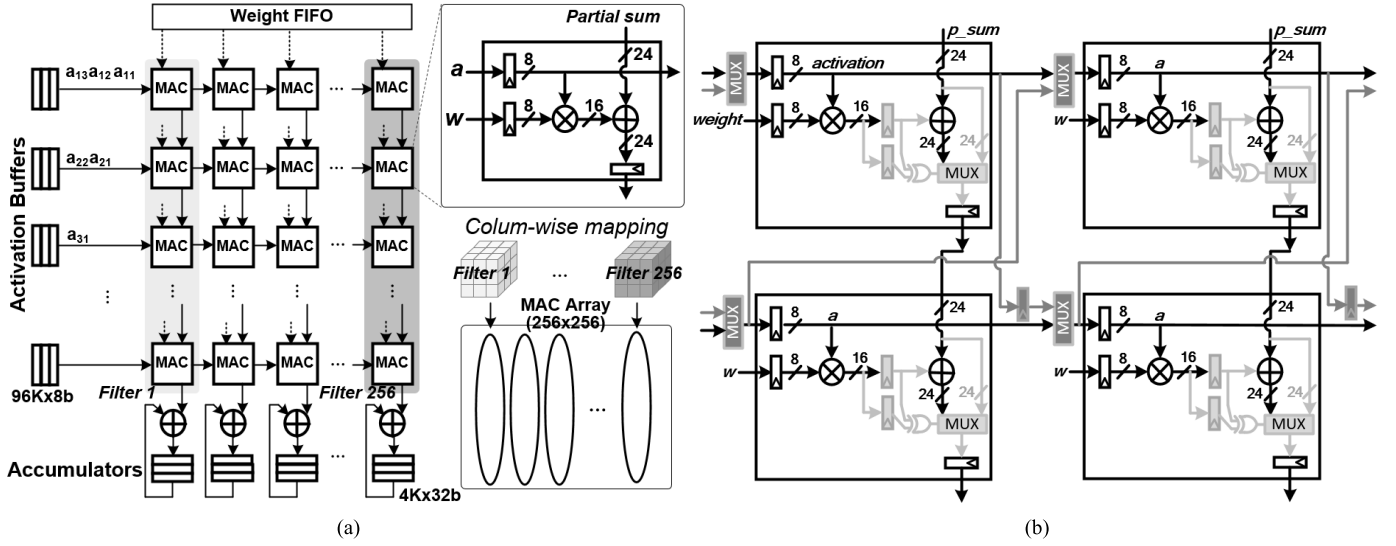 Weight FIFO
Activation Buffers
a13a12 a11
MAC MAC MAC ... MAC
a22a21
MAC MAC MAC ... MAC
a31
MAC MAC MAC ... MAC
... ... ... ... ...
MAC MAC MAC ... MAC
96Kx8b
Filter 1
Filter 256
...
Accumulators
4Kx32b
(a)
Partial sum
24
a
8
w
8
16
24
Colum-wise mapping
Filter 1
...
Filter 256
MAC Array
(256x256)
...
p_sum
24
MUX
8
activation
weight
8
16
24
24
MUX
p_sum
24
MUX
8
a
w
8
16
24
24
MUX
24
MUX
8
a
w
8
16
24
24
MUX
24
MUX
8
a
w
8
16
24
24
MUX
(b)